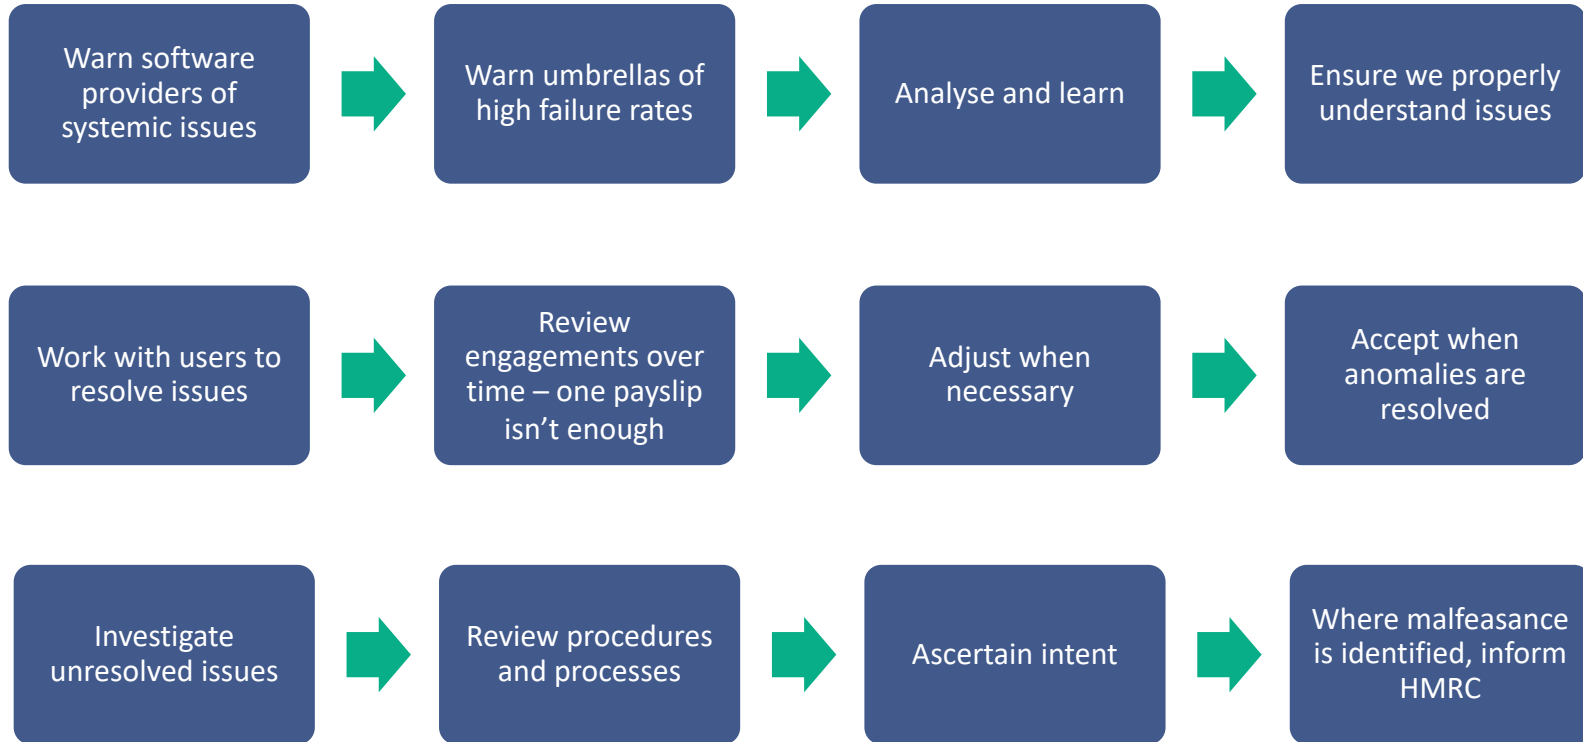 Warn software
providers of
systemic issues
Warn umbrellas of
high failure rates
Analyse and learn
Ensure we properly
understand issues
Work with users to
resolve issues
Review
engagements over
time – one payslip
isn’t enough
Adjust when
necessary
Accept when
anomalies are
resolved
Investigate
unresolved issues
Review procedures
and processes
Ascertain intent
Where malfeasance
is identified, inform
HMRC